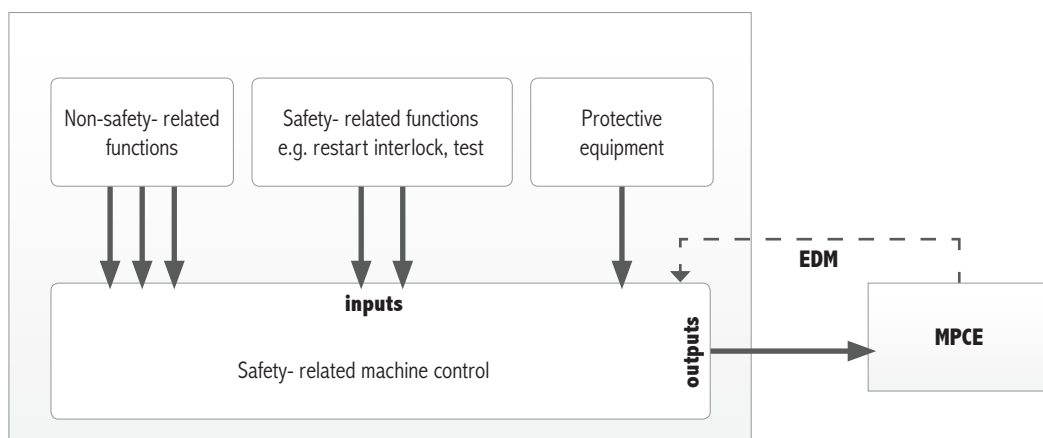 Non-safety- related
functions
Safety- related functions
e.g. restart interlock, test
Protective
equipment
EDM
inputs
outputs
MPCE
Safety- related machine control